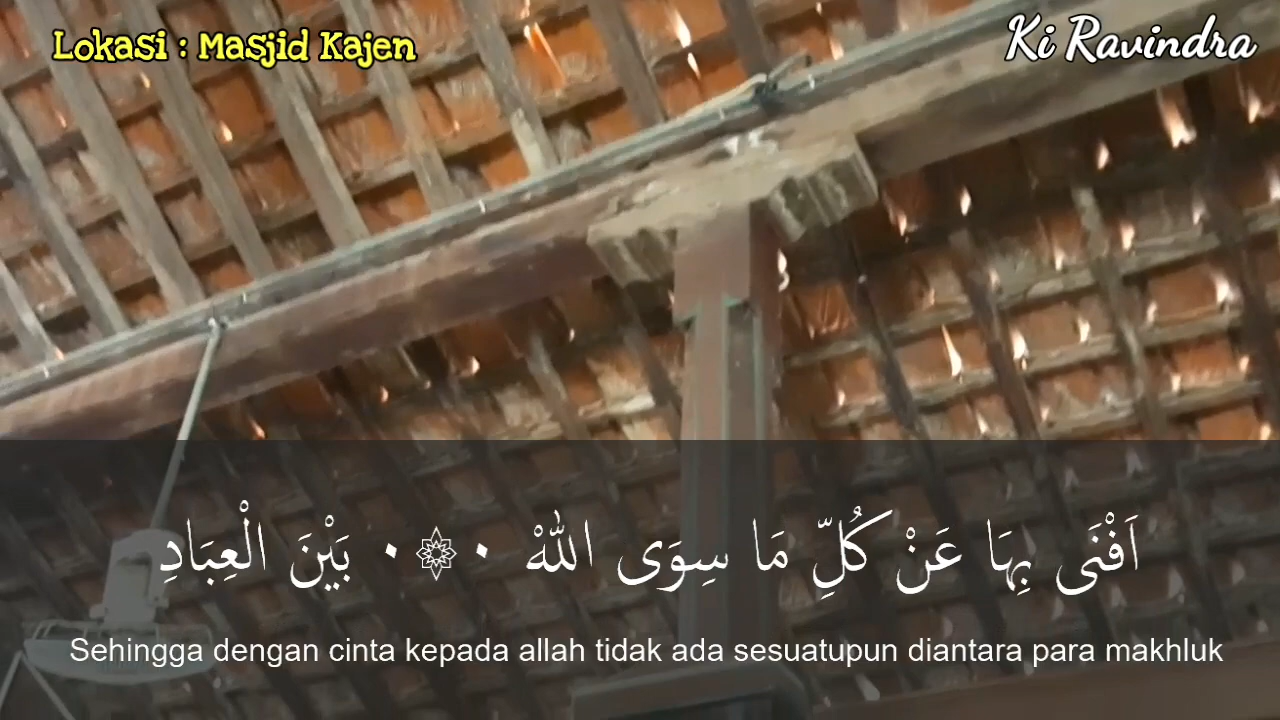 Lokasi : Masjid Kajen
Ki Ravindra
اَفْنَى بِهَا عَنْ كُلِّ مَا سِوَى اللهْ ۰ ۞ ۰ بَيْنَ الْعِبَادِ
Sehingga dengan cinta kepada allah tidak ada sesuatupun diantara para makhluk